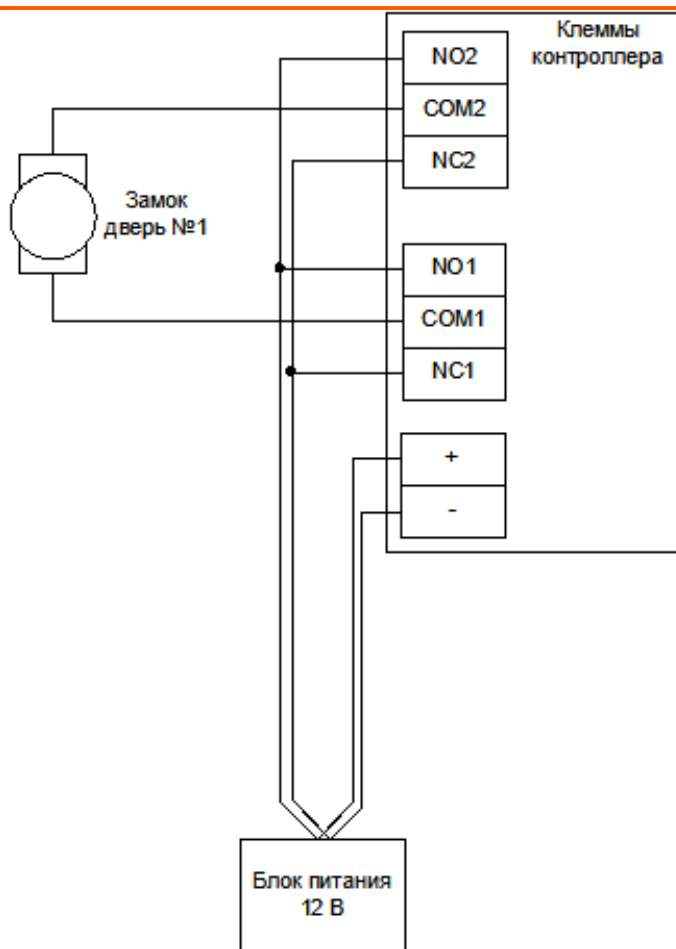 Клеммы
контроллера
NO2
COM2
NC2
Замок
дверь №1
NO1
COM1
NC1
+
-
Блок питания
12 В